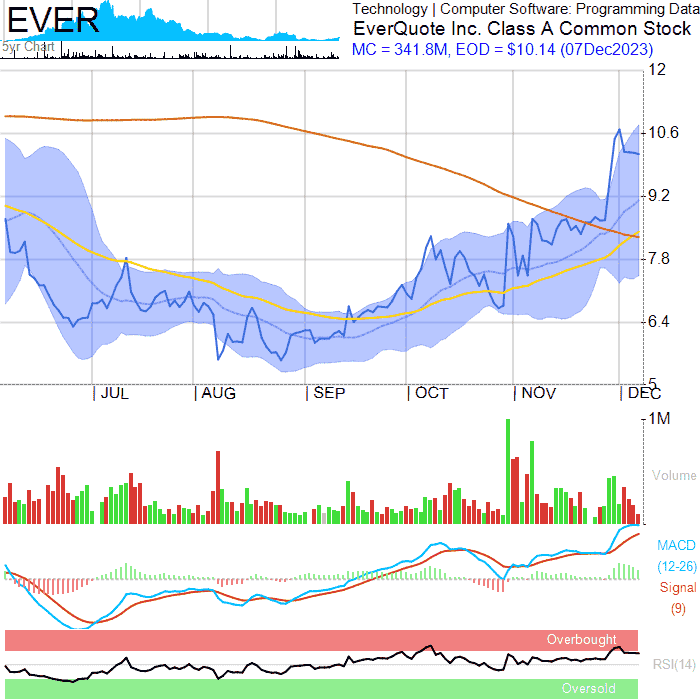 EVER
5yr Chart
Technology | Computer Software: Programming Data
EverQuote Inc. Class A Common Stock
MC = 341.8M, EOD = $10.14 (07Dec2023)
12
10.6
9.2
7.8
6.4
5
JUL AUG SEP OCT NOV DEC
1M
Volume
MACD
(12-26)
Signal
(9)
Overbought
RSI(14)
Oversold